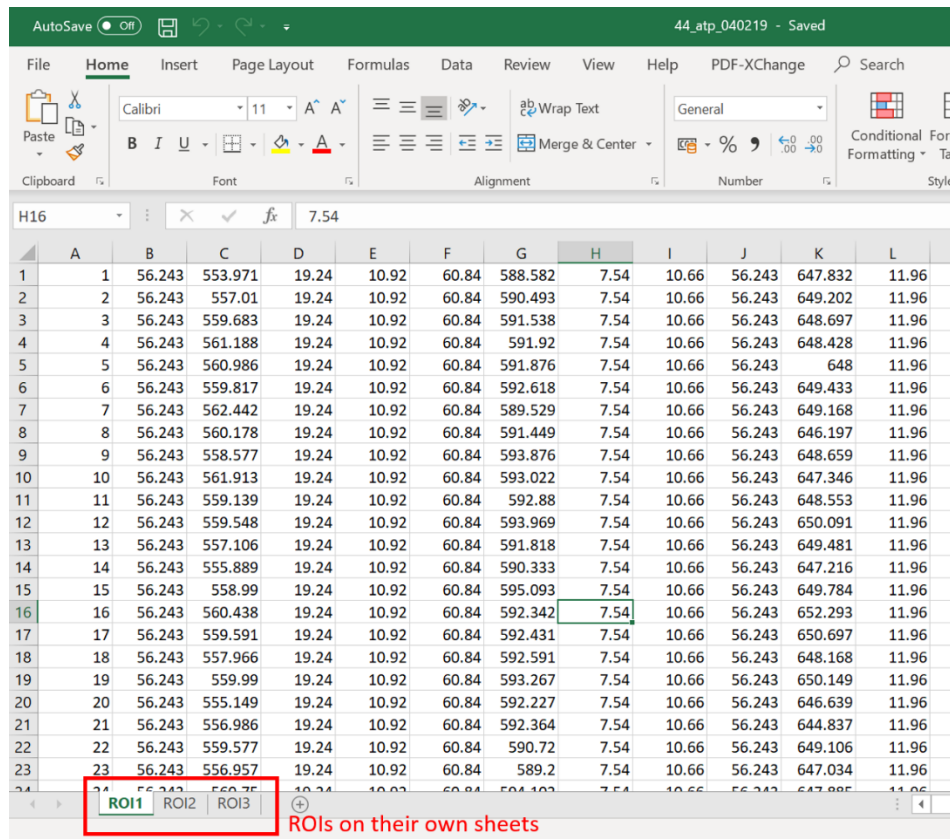 AutoSave Off 44_atp_040219 - Saved
File Home Insert Page Layout Formulas Data Review View Help PDF-XChange Search
Paste Calibri 11 A^ A˅ ab Wrap Text General Conditional
B I U A Merge & Center % 9 .00 .00 Formatting
Clipboard Font Alignment Number
H16 fx 7.54
A B C D E F G H I J K L
1 1 56.243 553.971 19.24 10.92 60.84 588.582 7.54 10.66 56.243 647.832 11.96
2 2 56.243 557.01 19.24 10.92 60.84 590.493 7.54 10.66 56.243 649.202 11.96
3 3 56.243 559.683 19.24 10.92 60.84 591.538 7.54 10.66 56.243 648.697 11.96
4 4 56.243 561.188 19.24 10.92 60.84 591.92 7.54 10.66 56.243 648.428 11.96
5 5 56.243 560.986 19.24 10.92 60.84 591.876 7.54 10.66 56.243 648 11.96
6 6 56.243 559.817 19.24 10.92 60.84 592.618 7.54 10.66 56.243 649.433 11.96
7 7 56.243 562.442 19.24 10.92 60.84 589.529 7.54 10.66 56.243 649.168 11.96
8 8 56.243 560.178 19.24 10.92 60.84 591.449 7.54 10.66 56.243 646.197 11.96
9 9 56.243 558.577 19.24 10.92 60.84 593.876 7.54 10.66 56.243 648.659 11.96
10 10 56.243 561.913 19.24 10.92 60.84 593.022 7.54 10.66 56.243 647.346 11.96
11 11 56.243 559.139 19.24 10.92 60.84 592.88 7.54 10.66 56.243 648.553 11.96
12 12 56.243 559.548 19.24 10.92 60.84 593.969 7.54 10.66 56.243 650.091 11.96
13 13 56.243 557.106 19.24 10.92 60.84 591.818 7.54 10.66 56.243 649.481 11.96
14 14 56.243 555.889 19.24 10.92 60.84 590.333 7.54 10.66 56.243 647.216 11.96
15 15 56.243 558.99 19.24 10.92 60.84 595.093 7.54 10.66 56.243 649.784 11.96
16 16 56.243 560.438 19.24 10.92 60.84 592.342 7.54 10.66 56.243 652.293 11.96
17 17 56.243 559.591 19.24 10.92 60.84 592.431 7.54 10.66 56.243 650.697 11.96
18 18 56.243 557.966 19.24 10.92 60.84 592.591 7.54 10.66 56.243 648.168 11.96
19 19 56.243 559.99 19.24 10.92 60.84 593.267 7.54 10.66 56.243 650.149 11.96
20 20 56.243 555.149 19.24 10.92 60.84 592.227 7.54 10.66 56.243 646.639 11.96
21 21 56.243 556.986 19.24 10.92 60.84 592.364 7.54 10.66 56.243 644.837 11.96
22 22 56.243 559.577 19.24 10.92 60.84 590.72 7.54 10.66 56.243 649.106 11.96
23 23 56.243 556.957 19.24 10.92 60.84 589.2 7.54 10.66 56.243 647.034 11.96
ROI1 ROI2 ROI3
ROIs on their own sheets